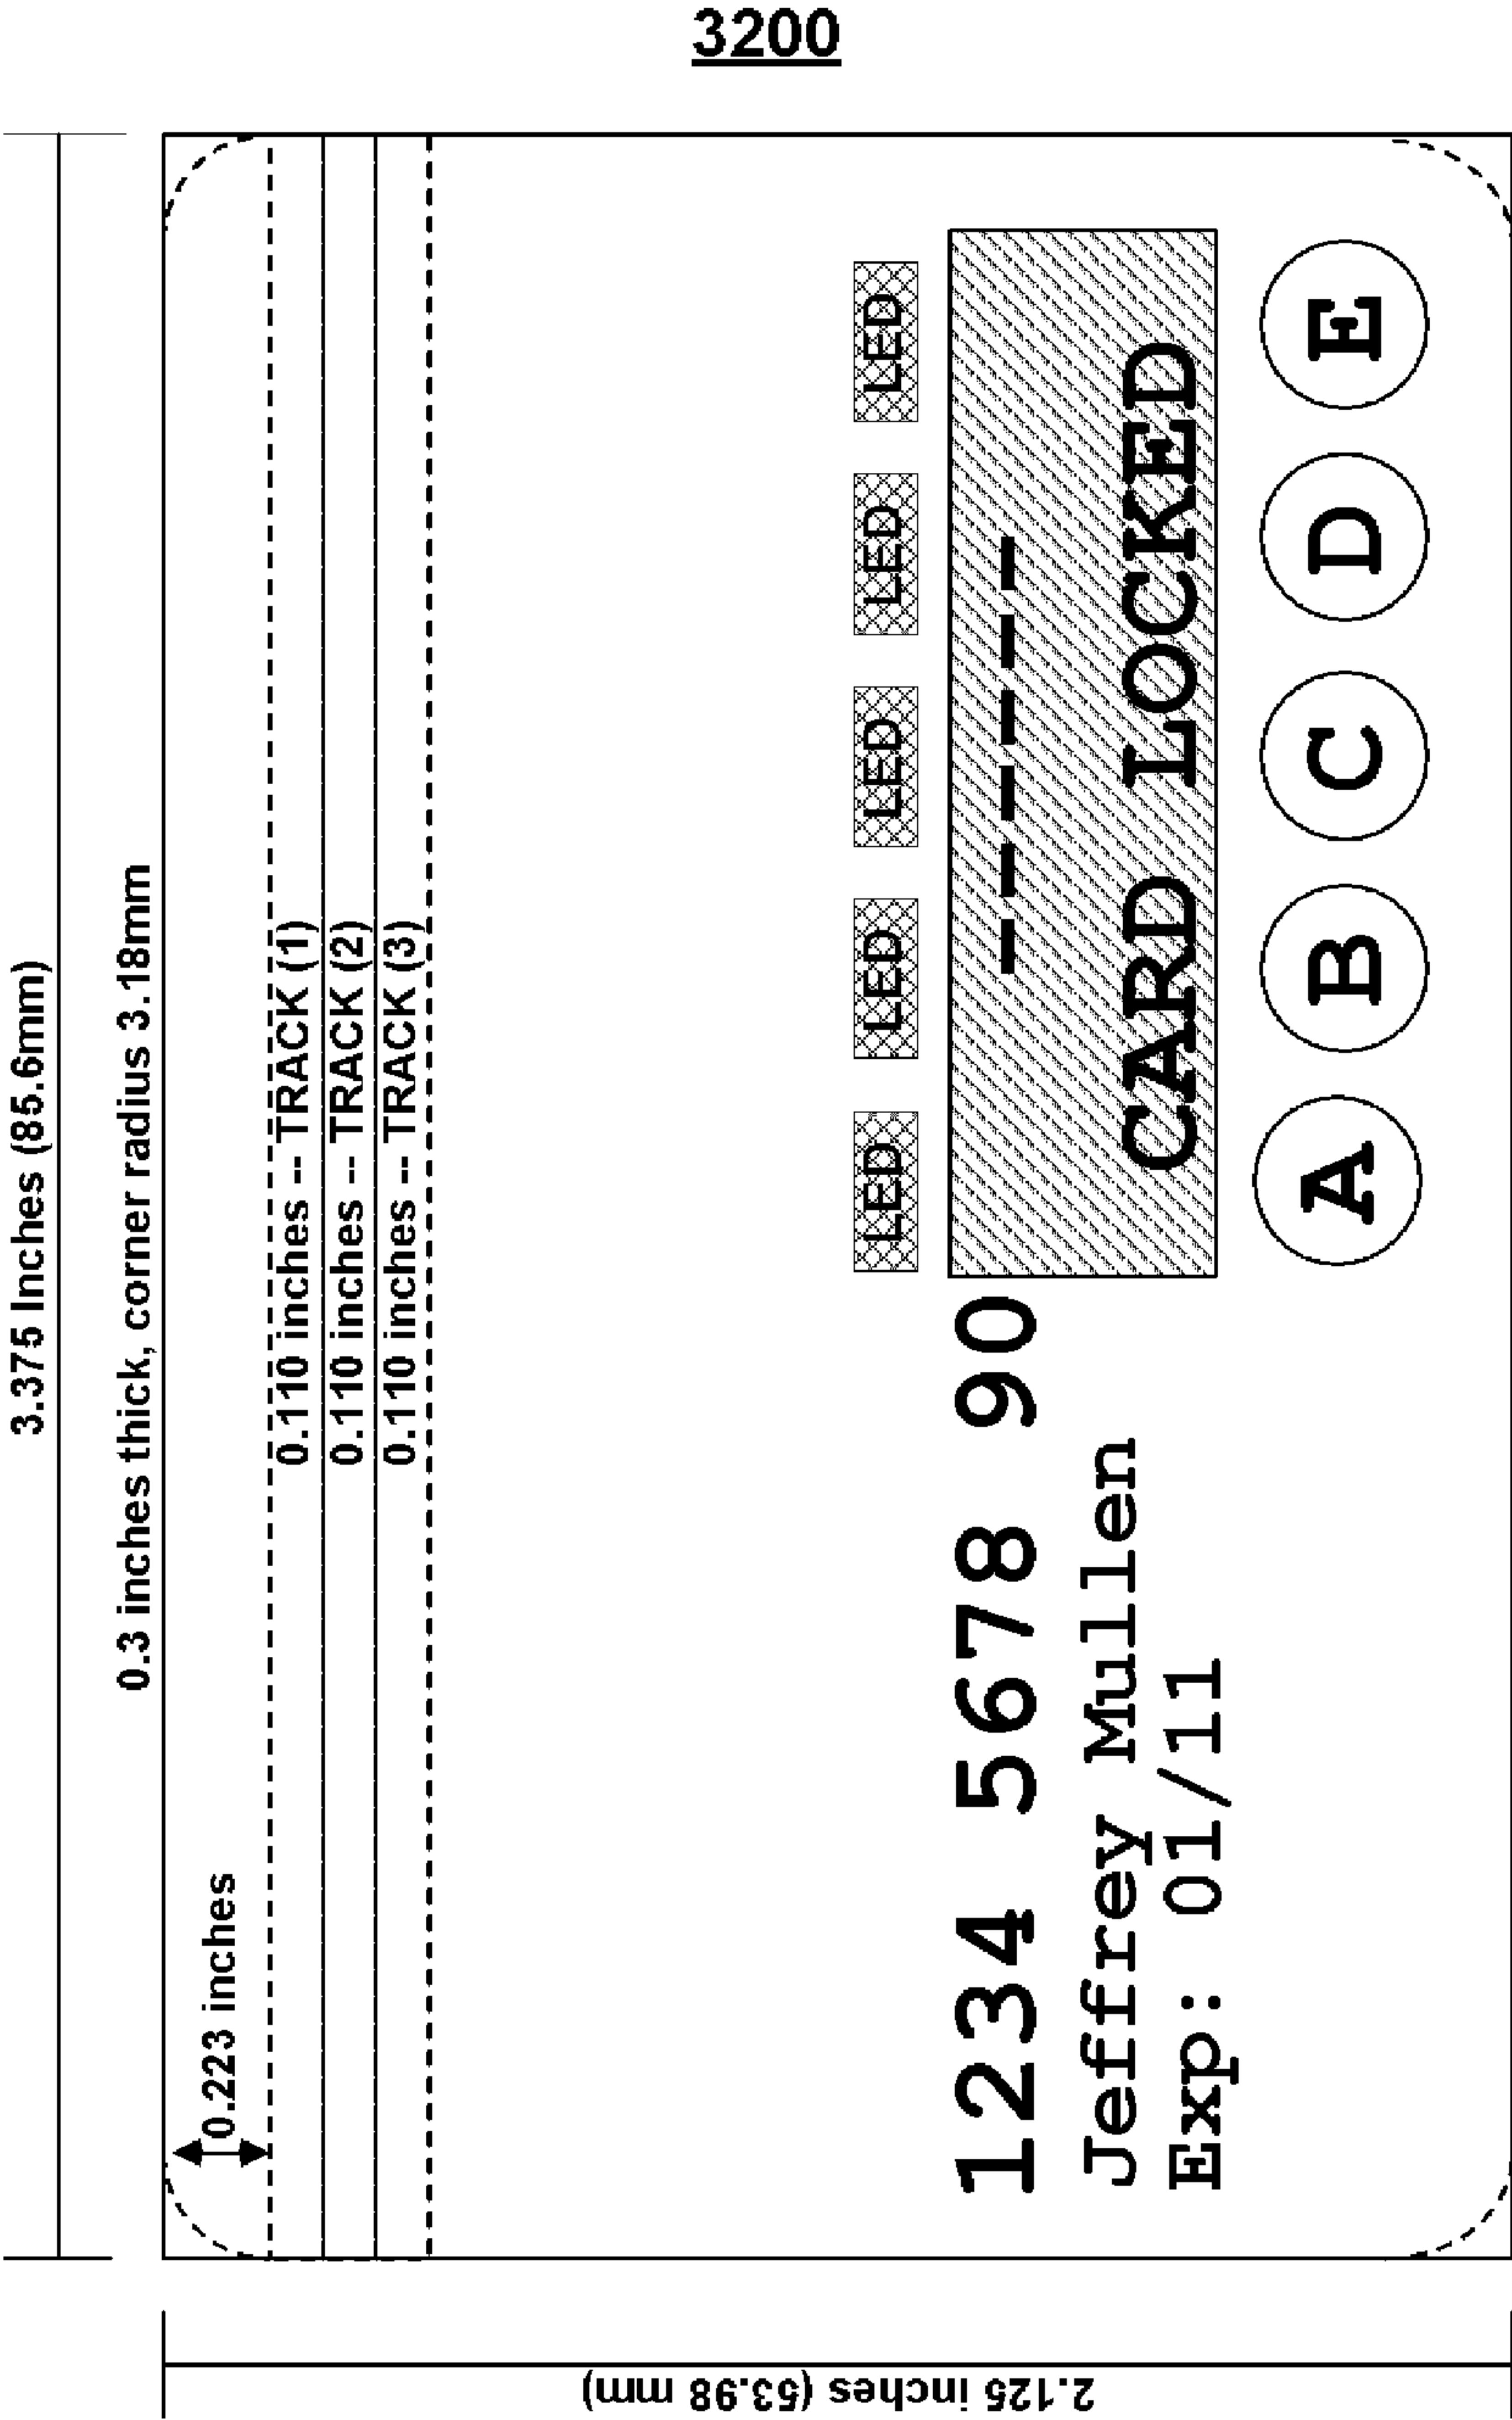 3200
3.375 Inches (85.6mm)
0.3 inches thick, corner radius 3.18mm
0.223 inches
0.110 inches -- TRACK (1)
0.110 inches -- TRACK (2)
0.110 inches -- TRACK (3)
LED LED LED LED LED
1234 5678 90 ------
Jeffrey Mullen
CARD LOCKED
Exp: 01/11
A B C D E
2.125 inches (53.98 mm)